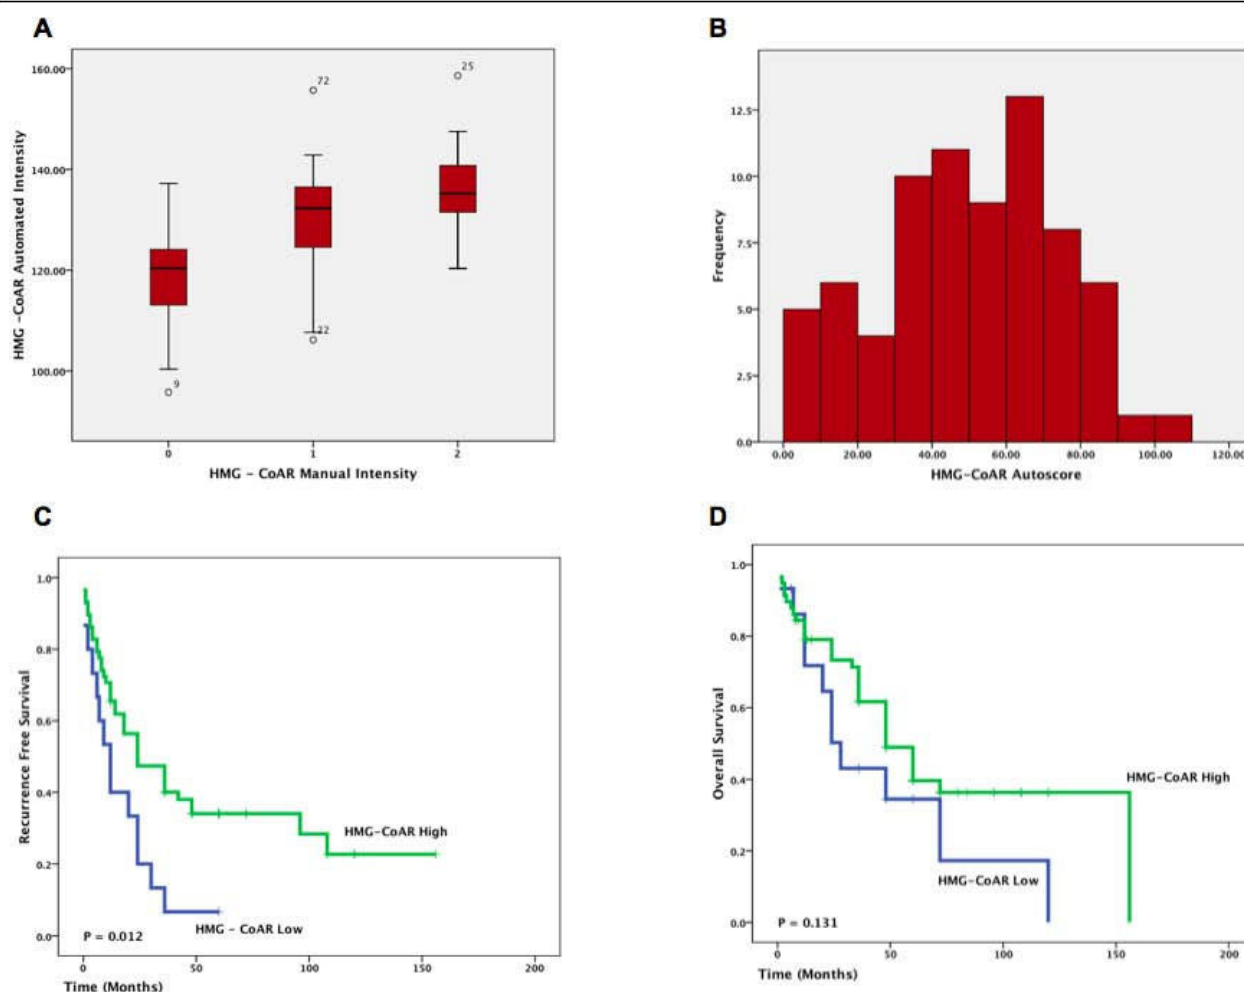 A
HMG -CoAR Automated Intensity
160.00
140.00
120.00
100.00
72
25
22
9
0 1 2
HMG - CoAR Manual Intensity
B
Frequency
12.5
10.0
7.5
5.0
2.5
0.0
0.00 20.00 40.00 60.00 80.00 100.00 120.00
HMG-CoAR Autoscore
C
Recurrence Free Survival
1.0
0.8
0.6
0.4
0.2
0.0
HMG-CoAR High
HMG - CoAR Low
P = 0.012
0 50 100 150 200
Time (Months)
D
Overall Survival
1.0
0.8
0.6
0.4
0.2
0.0
HMG-CoAR High
HMG-CoAR Low
P = 0.131
0 50 100 150 200
Time (Months)